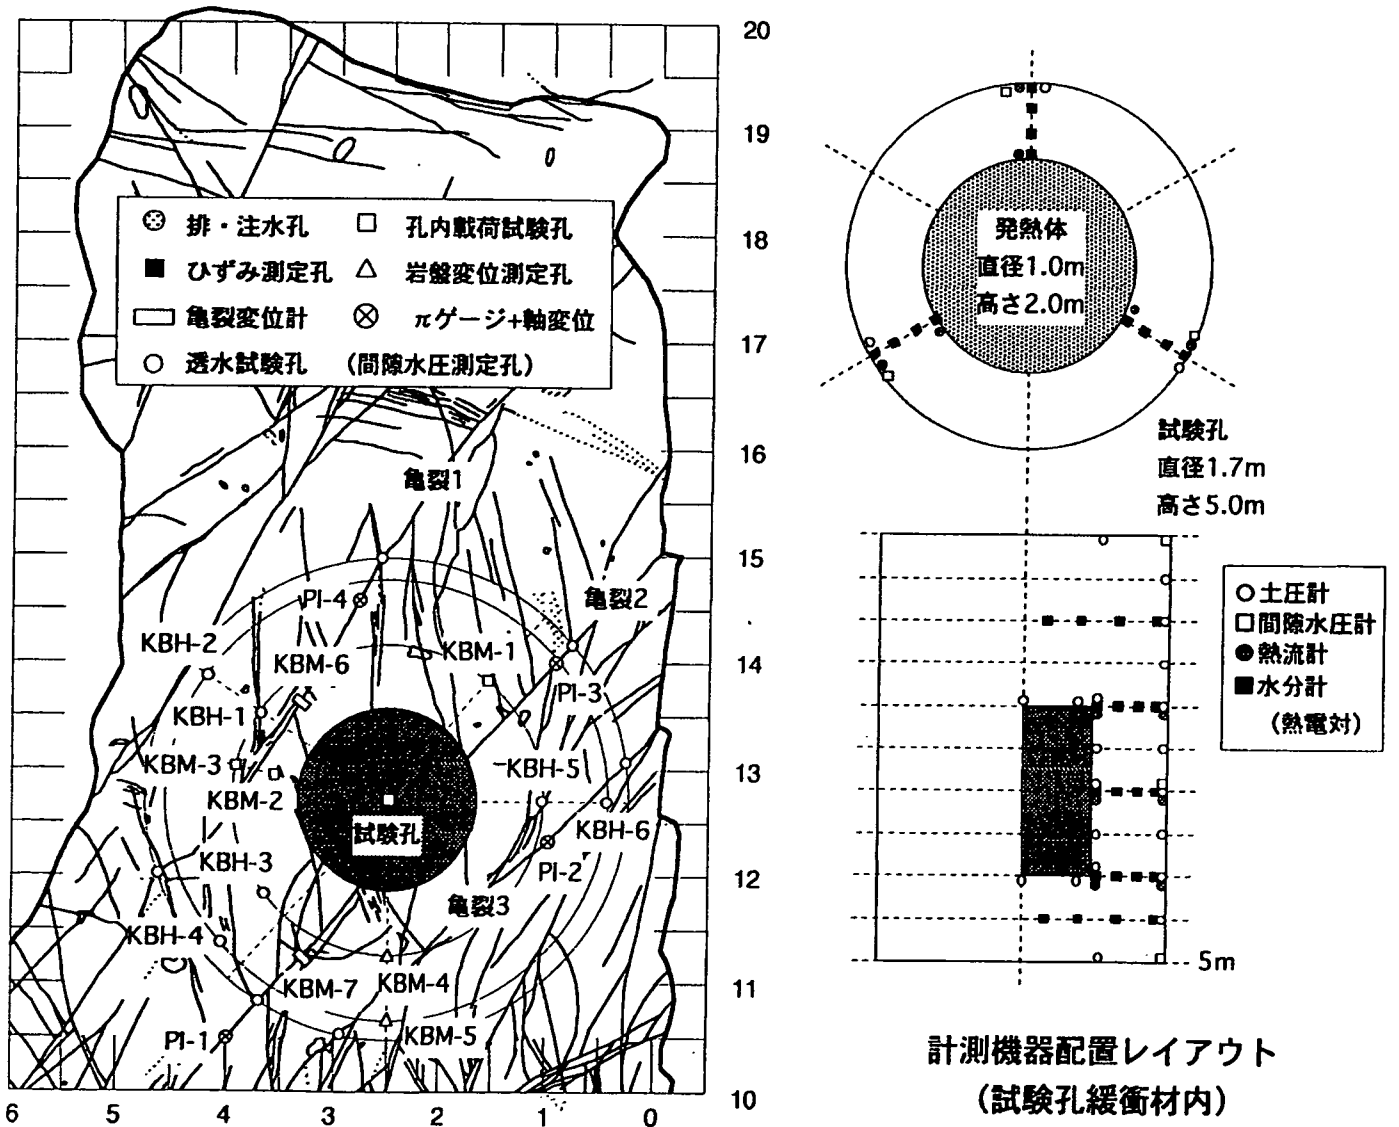 排・注水孔
孔内載荷試験孔
ひずみ測定孔
岩盤変位測定孔
亀裂変位計
πゲージ+軸変位
透水試験孔
(間隙水圧測定孔)
亀裂1
亀裂2
亀裂3
PI-4
KBH-2
KBM-6
KBM-1
PI-3
KBH-1
KBM-3
KBH-5
KBM-2
試験孔
KBH-6
KBH-3
PI-2
KBH-4
KBM-7
KBM-4
PI-1
KBM-5
20
19
18
17
16
15
14
13
12
11
10
6 5 4 3 2 1 0
発熱体
直径1.0m
高さ2.0m
試験孔
直径1.7m
高さ5.0m
土圧計
間隙水圧計
熱流計
水分計
(熱電対)
5m
計測機器配置レイアウト
(試験孔緩衝材内)